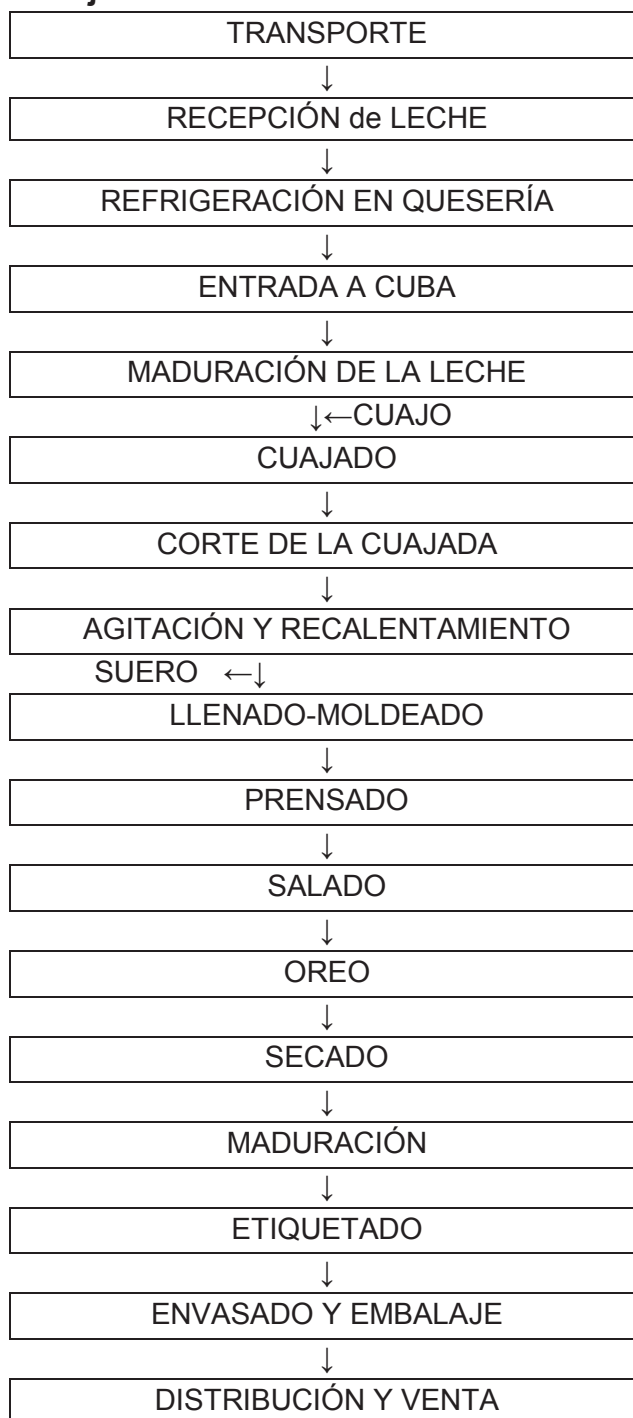 TRANSPORTE
↓
RECEPCIÓN de LECHE
↓
REFRIGERACIÓN EN QUESERÍA
↓
ENTRADA A CUBA
↓
MADURACIÓN DE LA LECHE
↓←CUAJO
CUAJADO
↓
CORTE DE LA CUAJADA
↓
AGITACIÓN Y RECALENTAMIENTO
SUERO ←↓
LLENADO-MOLDEADO
↓
PRENSADO
↓
SALADO
↓
OREO
↓
SECADO
↓
MADURACIÓN
↓
ETIQUETADO
↓
ENVASADO Y EMBALAJE
↓
DISTRIBUCIÓN Y VENTA